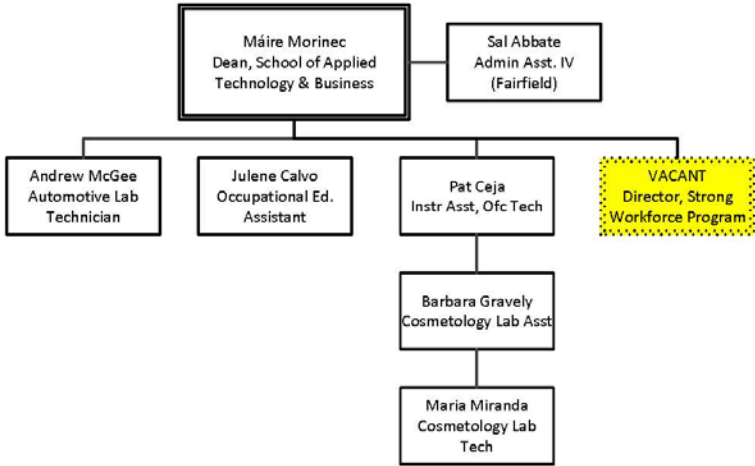 Máire Morinec
Dean, School of Applied
Technology & Business
Sal Abbate
Admin Asst. IV
(Fairfield)
Andrew McGee
Automotive Lab
Technician
Julene Calvo
Occupational Ed.
Assistant
Pat Ceja
Instr Asst, Ofc Tech
VACANT
Director, Strong
Workforce Program
Barbara Gravely
Cosmetology Lab Asst
Maria Miranda
Cosmetology Lab
Tech